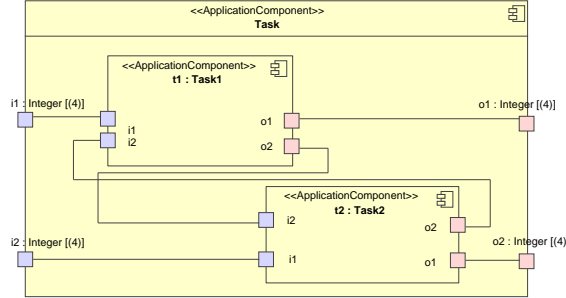 <<ApplicationComponent>>
Task
<<ApplicationComponent>>
t1 : Task1
i1 : Integer [(4)]
o1 : Integer [(4)]
i1
o1
i2
o2
<<ApplicationComponent>>
t2 : Task2
i2
o2
i2 : Integer [(4)]
o2 : Integer [(4)
i1
o1